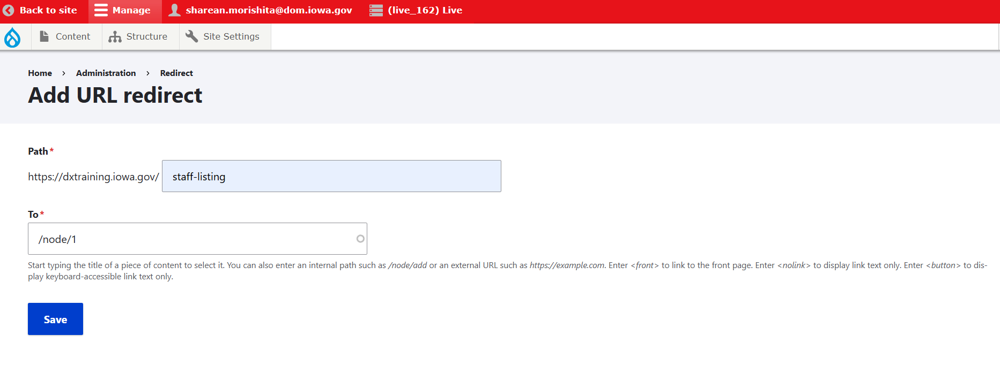 Back to site Manage sharean.morishita@dom.iowa.gov (live_162) Live
Content Structure Site Settings
Home › Administration › Redirect
Add URL redirect
Path*
https://dxtraining.iowa.gov/ staff-listing
To*
/node/1
Start typing the title of a piece of content to select it. You can also enter an internal path such as /node/add or an external URL such as https://example.com. Enter <front> to link to the front page. Enter <nolink> to display link text only. Enter <button> to dis-
play keyboard-accessible link text only.
Save